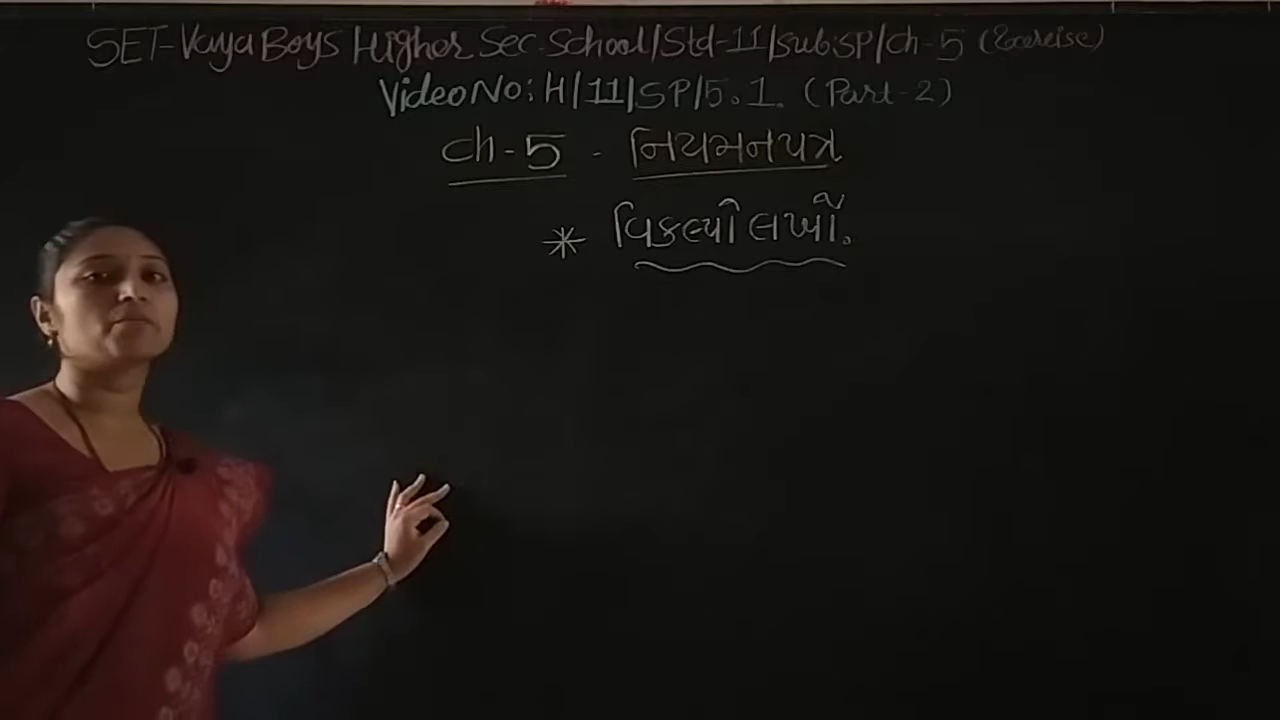 SET-Vaya Boys Higher Sec. School/Std-11/Sub:SP/Ch-5 (Exercise)
Video No: H/11/SP/5.1. (Part-2)
Ch-5 - નિયમનપત્ર
* વિકલ્પો લખો.